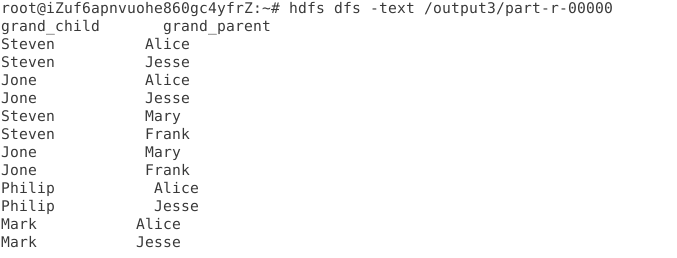 root@iZuf6apnvuohe860gc4yfrZ:~# hdfs dfs -text /output3/part-r-00000
grand_child       grand_parent
Steven          Alice
Steven          Jesse
Jone            Alice
Jone            Jesse
Steven          Mary
Steven          Frank
Jone            Mary
Jone            Frank
Philip           Alice
Philip           Jesse
Mark           Alice
Mark           Jesse